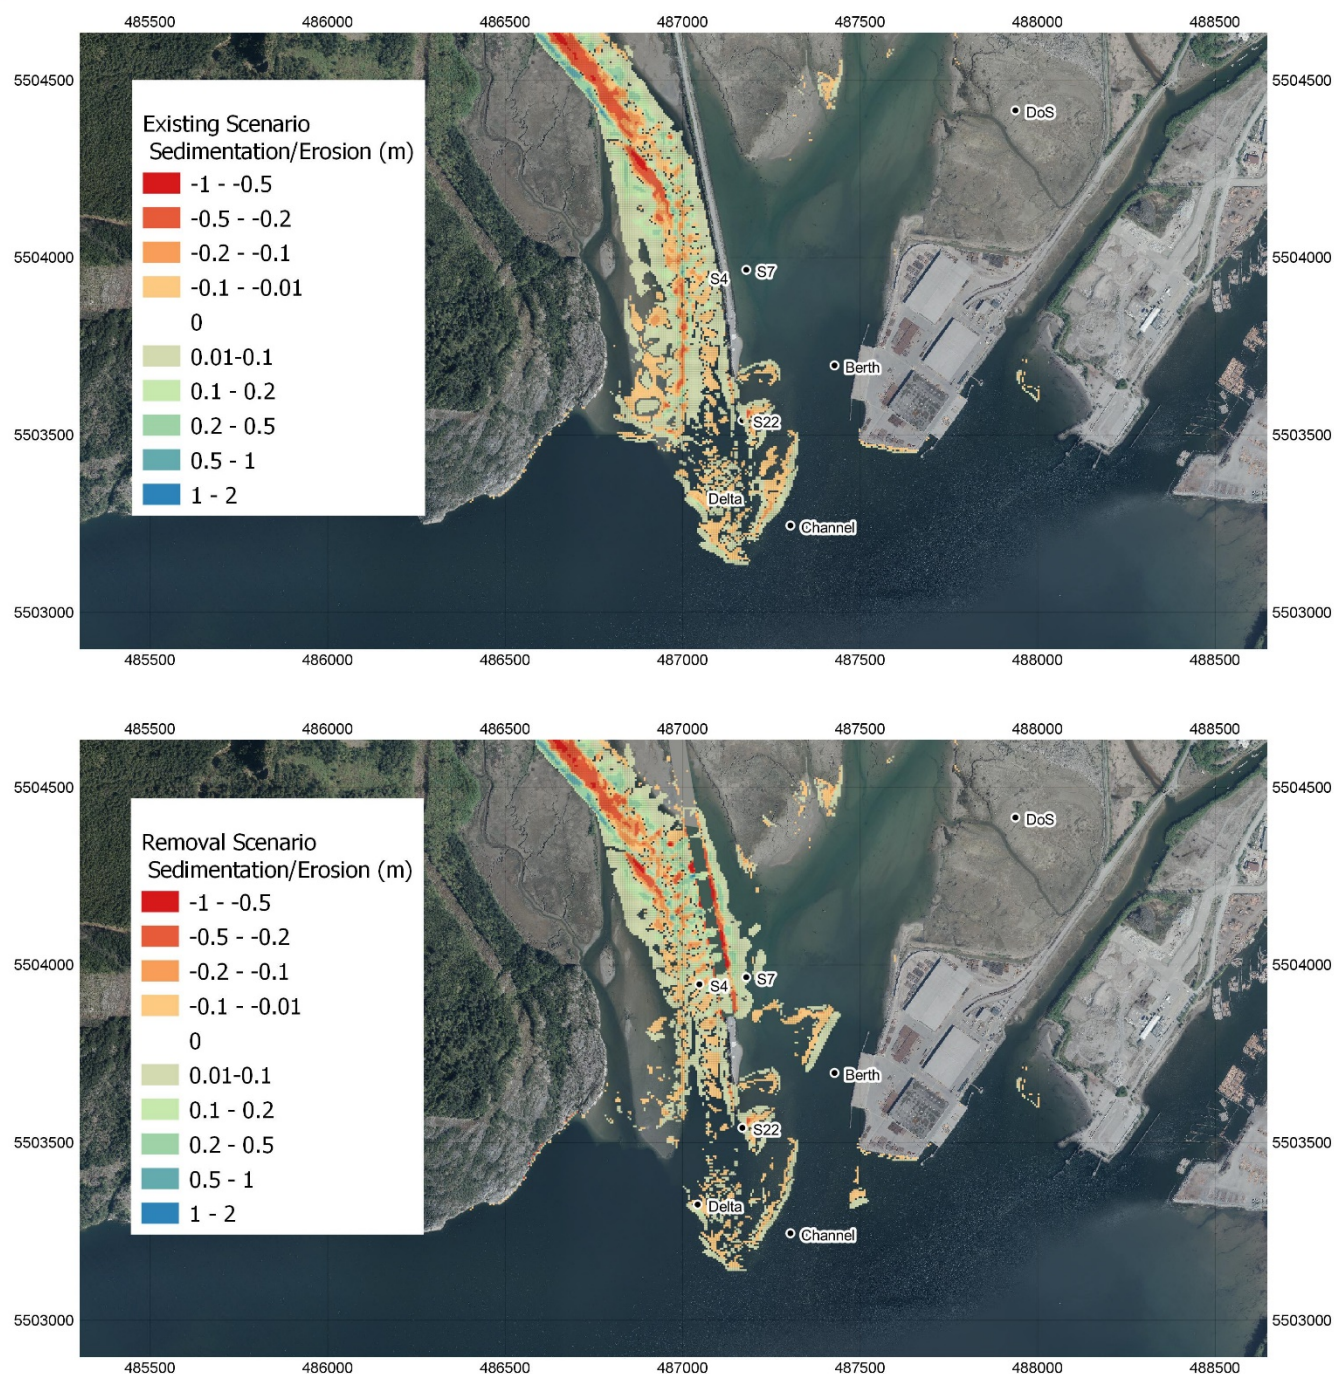 485500 486000 486500 487000 487500 488000 488500
5504500 5504500
DoS
Existing Scenario
Sedimentation/Erosion (m)
-1 - -0.5
-0.5 - -0.2
-0.2 - -0.1
-0.1 - -0.01
0
0.01-0.1
0.1 - 0.2
0.2 - 0.5
0.5 - 1
1 - 2
5504000 5504000
S4 S7
Berth
S22
5503500 5503500
Delta
Channel
5503000 5503000
485500 486000 486500 487000 487500 488000 488500
485500 486000 486500 487000 487500 488000 488500
5504500 5504500
DoS
Removal Scenario
Sedimentation/Erosion (m)
-1 - -0.5
-0.5 - -0.2
-0.2 - -0.1
-0.1 - -0.01
0
0.01-0.1
0.1 - 0.2
0.2 - 0.5
0.5 - 1
1 - 2
5504000 5504000
S4 S7
Berth
S22
5503500 5503500
Delta
Channel
5503000 5503000
485500 486000 486500 487000 487500 488000 488500